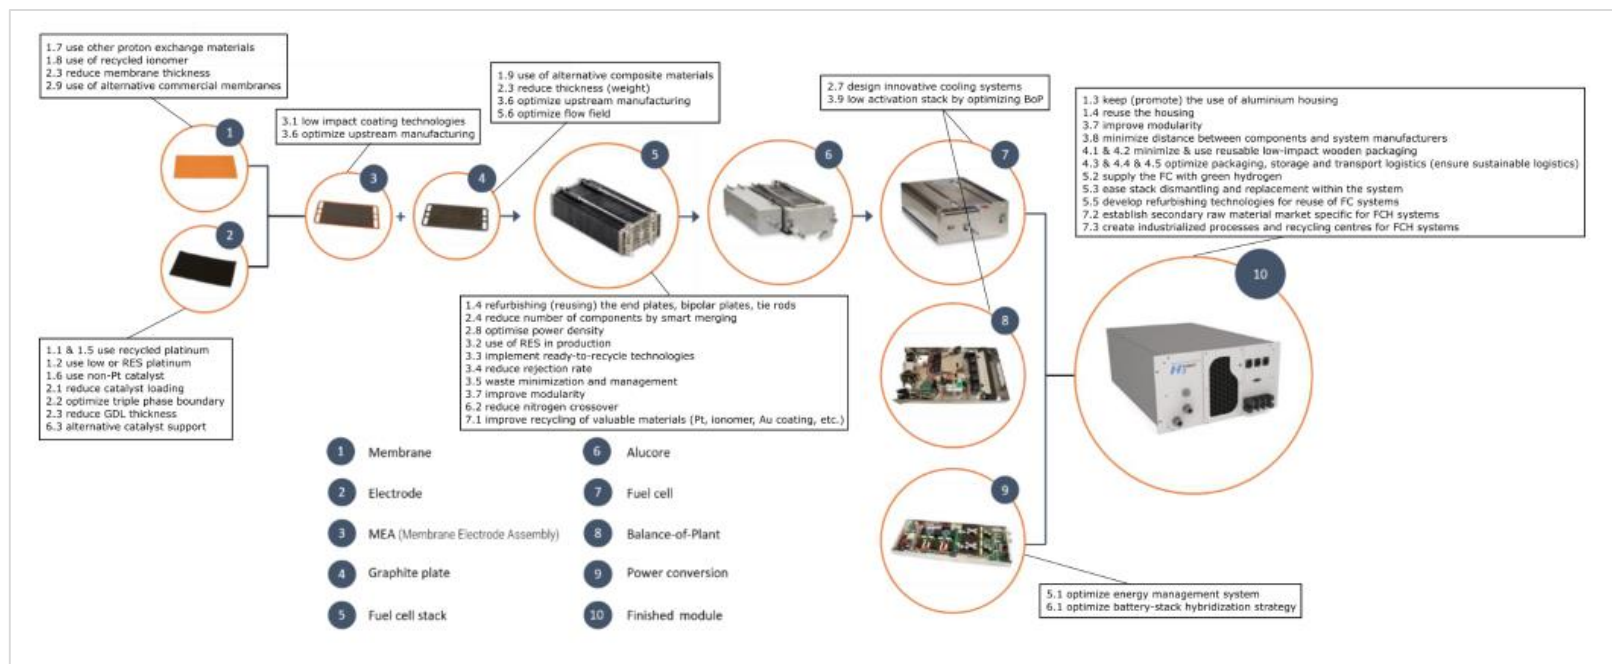 1.7 use other proton exchange materials
1.8 use of recycled ionomer
2.3 reduce membrane thickness
2.9 use of alternative commercial membranes
3.1 low impact coating technologies
3.6 optimize upstream manufacturing
1.9 use of alternative composite materials
2.3 reduce thickness (weight)
3.6 optimize upstream manufacturing
5.6 optimize flow field
2.7 design innovative cooling systems
3.9 low activation stack by optimizing BoP
1.3 keep (promote) the use of aluminium housing
1.4 reuse the housing
3.7 improve modularity
3.8 minimize distance between components and system manufacturers
4.1 & 4.2 minimize & use reusable low-impact wooden packaging
4.3 & 4.4 & 4.5 optimize packaging, storage and transport logistics (ensure sustainable logistics)
5.2 supply the FC with green hydrogen
5.3 ease stack dismantling and replacement within the system
5.5 develop refurbishing technologies for reuse of FC systems
7.2 establish secondary raw material market specific for FCH systems
7.3 create industrialized processes and recycling centres for FCH systems
1
2
3
+
4
5
6
7
8
9
10
1.1 & 1.5 use recycled platinum
1.2 use low or RES platinum
1.6 use non-Pt catalyst
2.1 reduce catalyst loading
2.2 optimize triple phase boundary
2.3 reduce GDL thickness
6.3 alternative catalyst support
1.4 refurbishing (reusing) the end plates, bipolar plates, tie rods
2.4 reduce number of components by smart merging
2.8 optimise power density
3.2 use of RES in production
3.3 implement ready-to-recycle technologies
3.4 reduce rejection rate
3.5 waste minimization and management
3.7 improve modularity
6.2 reduce nitrogen crossover
7.1 improve recycling of valuable materials (Pt, ionomer, Au coating, etc.)
5.1 optimize energy management system
6.1 optimize battery-stack hybridization strategy
1 Membrane
2 Electrode
3 MEA (Membrane Electrode Assembly)
4 Graphite plate
5 Fuel cell stack
6 Alucore
7 Fuel cell
8 Balance-of-Plant
9 Power conversion
10 Finished module